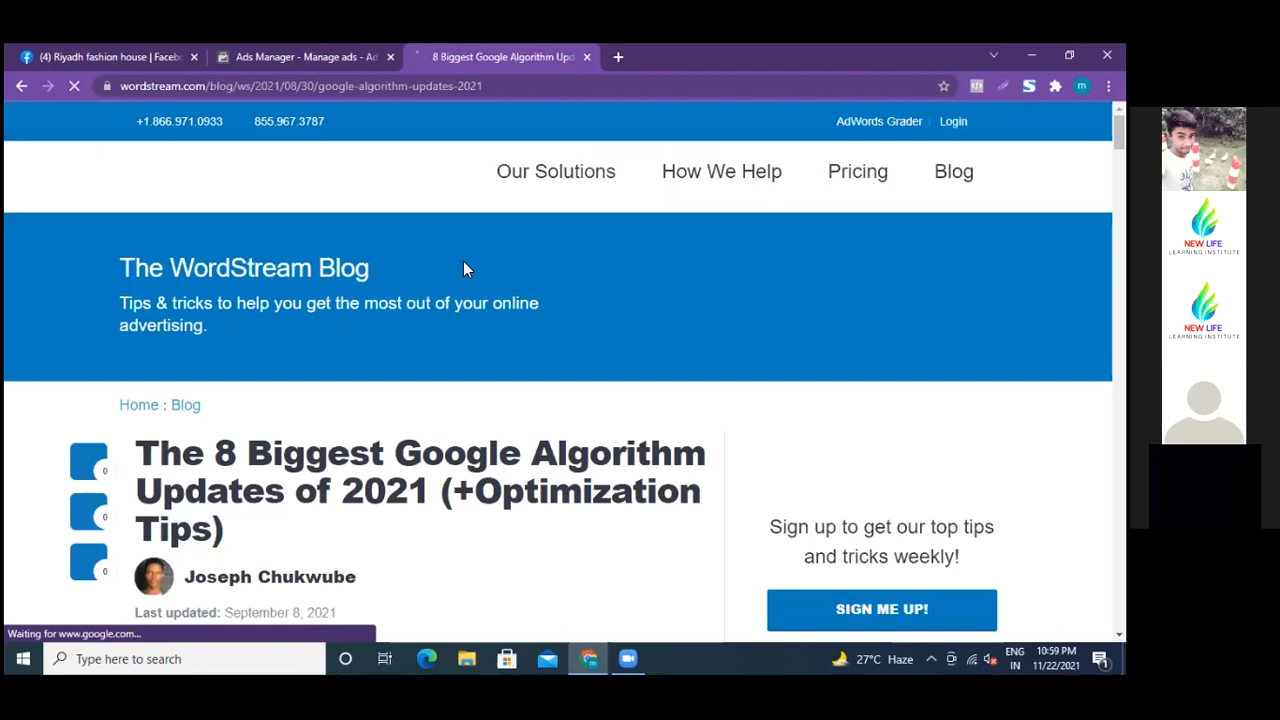 (4) Riyadh fashion house | Faceb
Ads Manager - Manage ads - Ad
8 Biggest Google Algorithm Upd
wordstream.com/blog/ws/2021/08/30/google-algorithm-updates-2021
m
+1.866.971.0933
855.967.3787
AdWords Grader
Login
Our Solutions
How We Help
Pricing
Blog
The WordStream Blog
Tips & tricks to help you get the most out of your online
advertising.
Home : Blog
0
0
0
The 8 Biggest Google Algorithm
Updates of 2021 (+Optimization
Tips)
Joseph Chukwube
Last updated: September 8, 2021
Sign up to get our top tips
and tricks weekly!
SIGN ME UP!
Waiting for www.google.com...
Type here to search
27°C Haze
ENG
IN
10:59 PM
11/22/2021
1
NEW LIFE
LEARNING INSTITUTE
NEW LIFE
LEARNING INSTITUTE